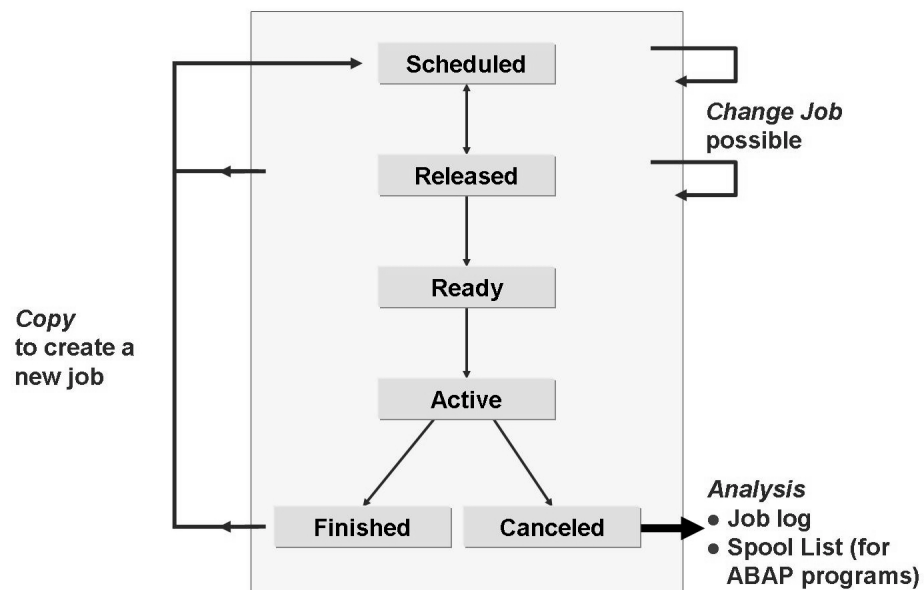 Scheduled
Change Job
possible
Released
Ready
Copy
to create a
new job
Active
Finished
Canceled
Analysis
● Job log
● Spool List (for
ABAP programs)